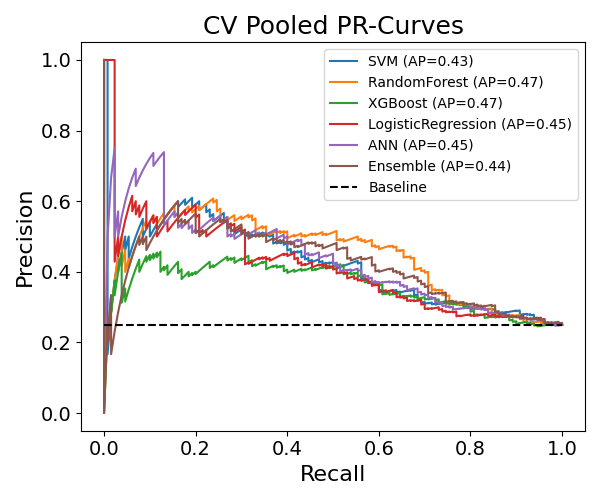 CV Pooled PR-Curves
SVM (AP=0.43)
RandomForest (AP=0.47)
XGBoost (AP=0.47)
LogisticRegression (AP=0.45)
ANN (AP=0.45)
Ensemble (AP=0.44)
Baseline
Precision
1.0
0.8
0.6
0.4
0.2
0.0
0.0 0.2 0.4 0.6 0.8 1.0
Recall